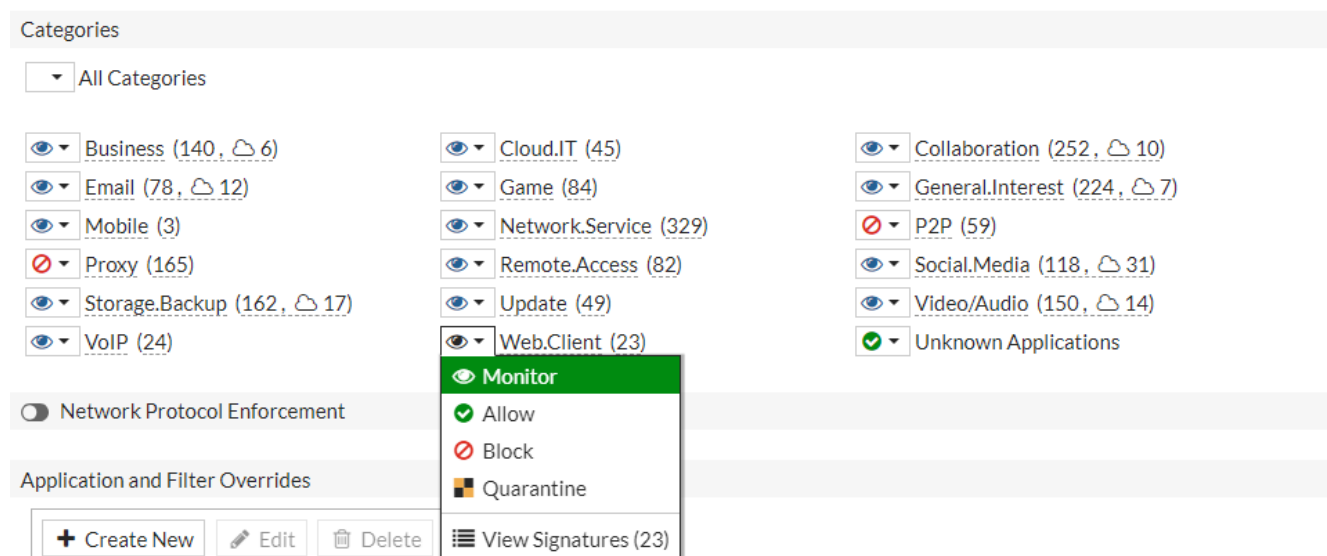 Categories
All Categories
Business (140, 6)
Cloud.IT (45)
Collaboration (252, 10)
Email (78, 12)
Game (84)
General.Interest (224, 7)
Mobile (3)
Network.Service (329)
P2P (59)
Proxy (165)
Remote.Access (82)
Social.Media (118, 31)
Storage.Backup (162, 17)
Update (49)
Video/Audio (150, 14)
VoIP (24)
Web.Client (23)
Unknown Applications
Monitor
Allow
Block
Quarantine
View Signatures (23)
Network Protocol Enforcement
Application and Filter Overrides
Create New
Edit
Delete